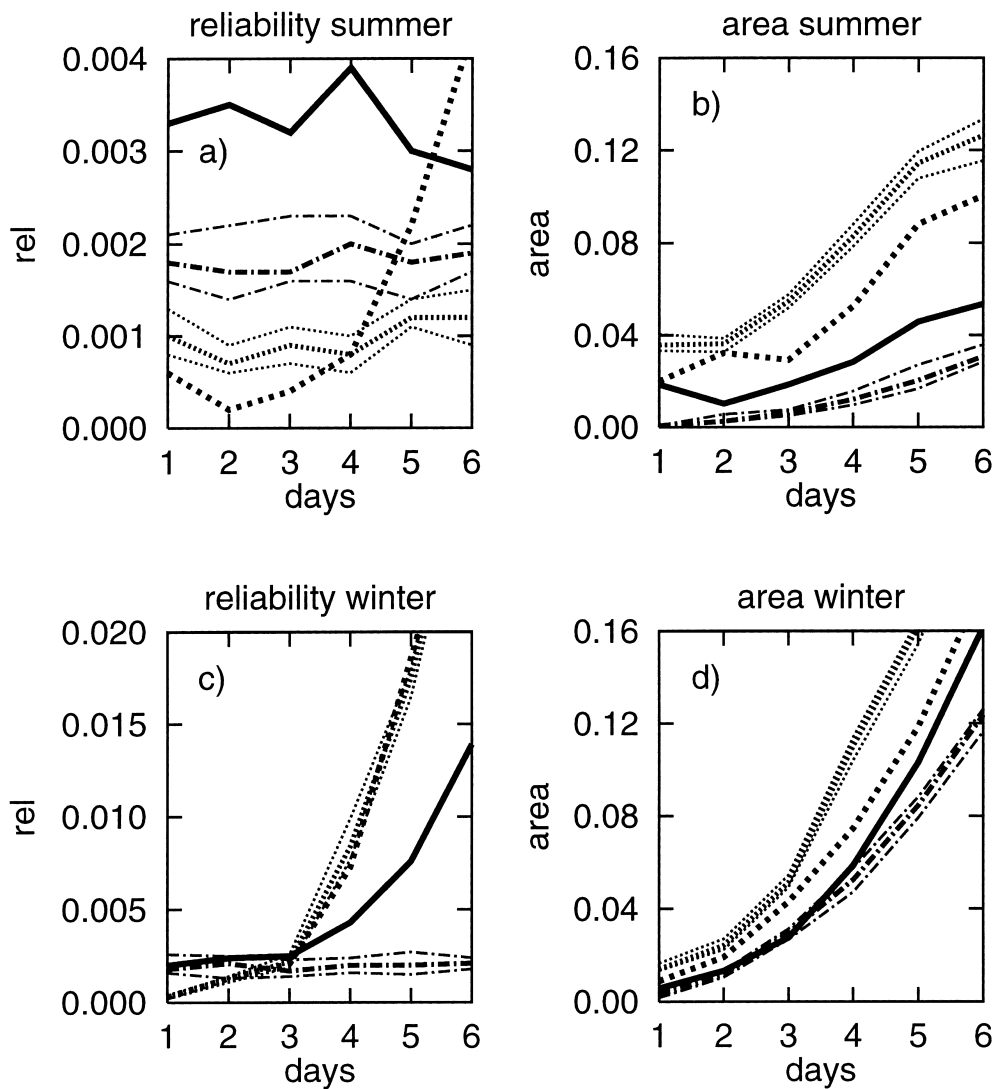 reliability summer
area summer
0.004
0.003
0.002
0.001
0.000
rel
a)
1 2 3 4 5 6
days
0.16
0.12
0.08
0.04
0.00
area
b)
1 2 3 4 5 6
days
reliability winter
area winter
0.020
0.015
0.010
0.005
0.000
rel
c)
1 2 3 4 5 6
days
0.16
0.12
0.08
0.04
0.00
area
d)
1 2 3 4 5 6
days